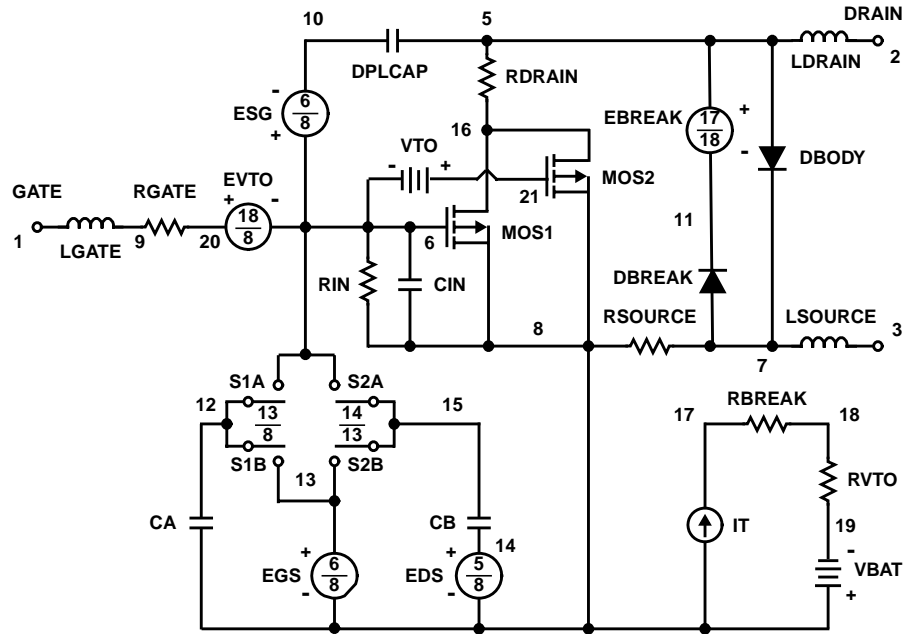 10
5
DRAIN
2
DPLCAP
RDRAIN
LDRAIN
-
ESG
6
8
+
16
EBREAK
17
18
+
-
DBODY
VTO
-
+
MOS2
21
GATE
1
LGATE
RGATE
9
20
EVTO
+
-
18
8
6
MOS1
11
RIN
CIN
DBREAK
8
RSOURCE
LSOURCE
3
7
S1A
S2A
12
13
8
14
13
15
S1B
S2B
13
RBREAK
17
18
RVTO
CA
CB
14
IT
19
EGS
+
6
8
-
EDS
+
5
8
-
-
VBAT
+